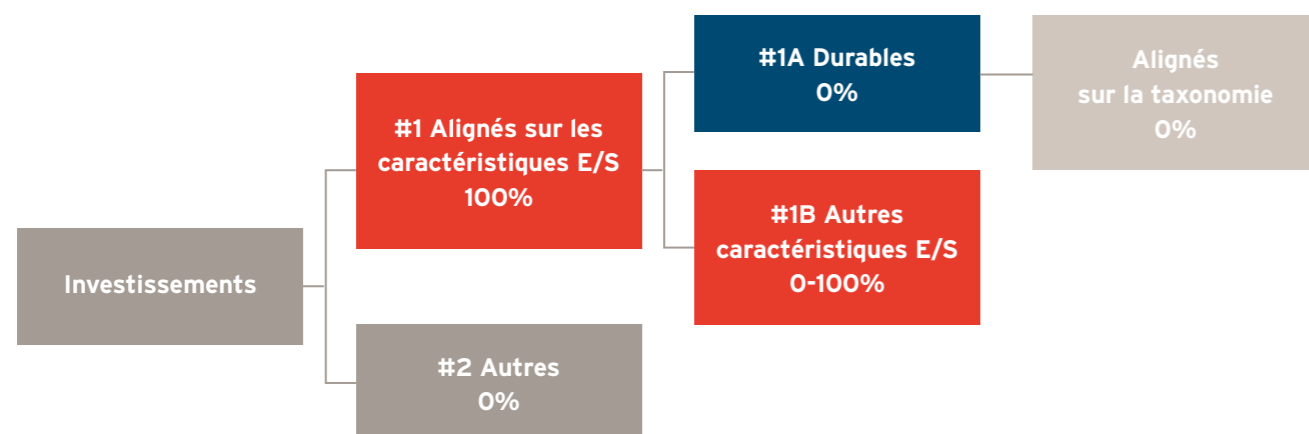 Investissements
#1 Alignés sur les
caractéristiques E/S
100%
#2 Autres
0%
#1A Durables
0%
#1B Autres
caractéristiques E/S
0-100%
Alignés
sur la taxonomie
0%